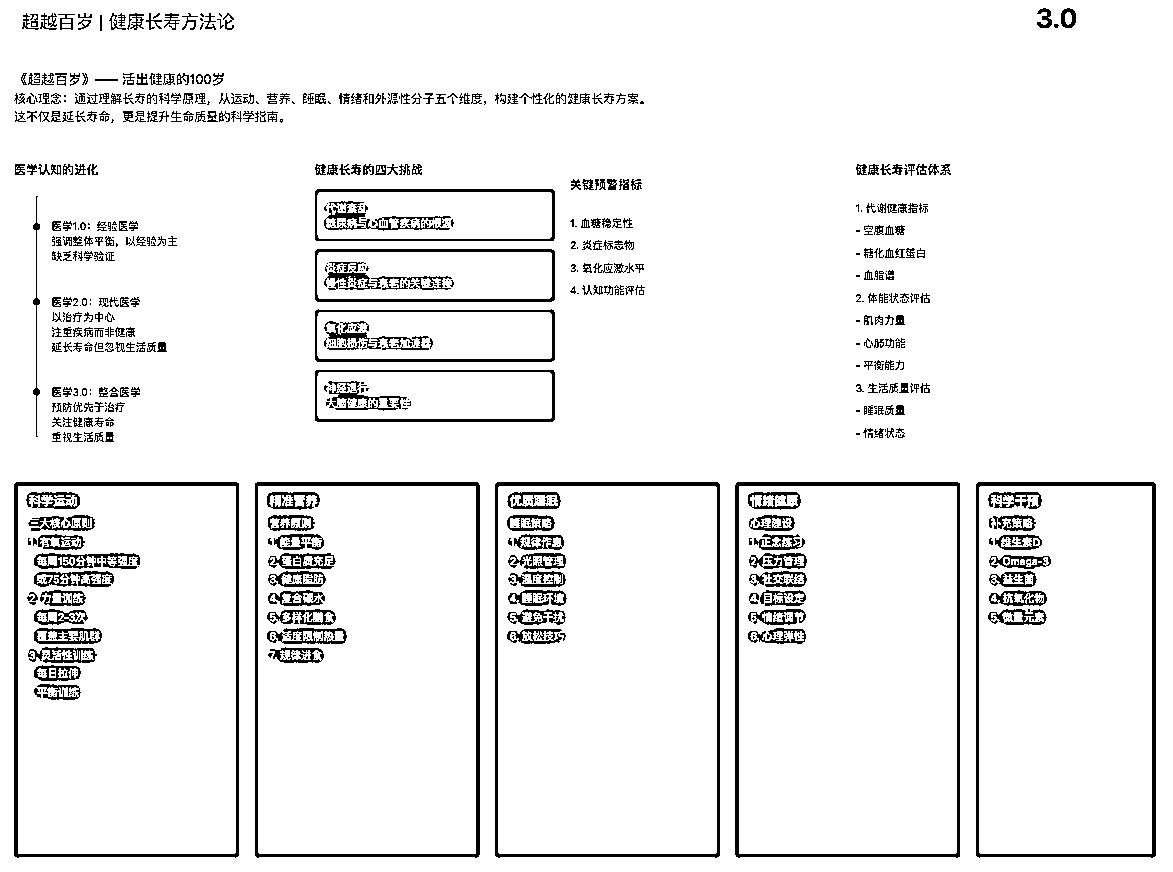 超越百岁 | 健康长寿方法论
3.0
《超越百岁》—— 活出健康的100岁
核心理念：通过理解长寿的科学原理，从运动、营养、睡眠、情绪和外源性分子五个维度，构建个性化的健康长寿方案。
这不仅是延长寿命，更是提升生命质量的科学指南。
医学认知的进化
医学1.0：经验医学
强调整体平衡，以经验为主
缺乏科学验证
医学2.0：现代医学
以治疗为中心
注重疾病而非健康
延长寿命但忽视生活质量
医学3.0：整合医学
预防优先于治疗
关注健康寿命
重视生活质量
健康长寿的四大挑战
代谢紊乱
糖尿病与心血管疾病的根源
炎症反应
慢性炎症与衰老的关键连接
氧化应激
细胞损伤与衰老加速器
神经退行
大脑健康的重要性
关键预警指标
1. 血糖稳定性
2. 炎症标志物
3. 氧化应激水平
4. 认知功能评估
健康长寿评估体系
1. 代谢健康指标
- 空腹血糖
- 糖化血红蛋白
- 血脂谱
2. 体能状态评估
- 肌肉力量
- 心肺功能
- 平衡能力
3. 生活质量评估
- 睡眠质量
- 情绪状态
科学运动
三大核心原则
1. 有氧运动
每周150分钟中等强度
或75分钟高强度
2. 力量训练
每周2-3次
覆盖主要肌群
3. 灵活性训练
每日拉伸
平衡训练
精准营养
营养原则
1. 能量平衡
2. 蛋白质充足
3. 健康脂肪
4. 复合碳水
5. 多样化膳食
6. 适度限制热量
7. 规律进食
优质睡眠
睡眠策略
1. 规律作息
2. 光照管理
3. 温度控制
4. 睡眠环境
5. 避免干扰
6. 放松技巧
情绪健康
心理建设
1. 正念练习
2. 压力管理
3. 社交联结
4. 目标设定
5. 情绪调节
6. 心理弹性
科学干预
补充策略
1. 维生素D
2. Omega-3
3. 益生菌
4. 抗氧化物
5. 微量元素